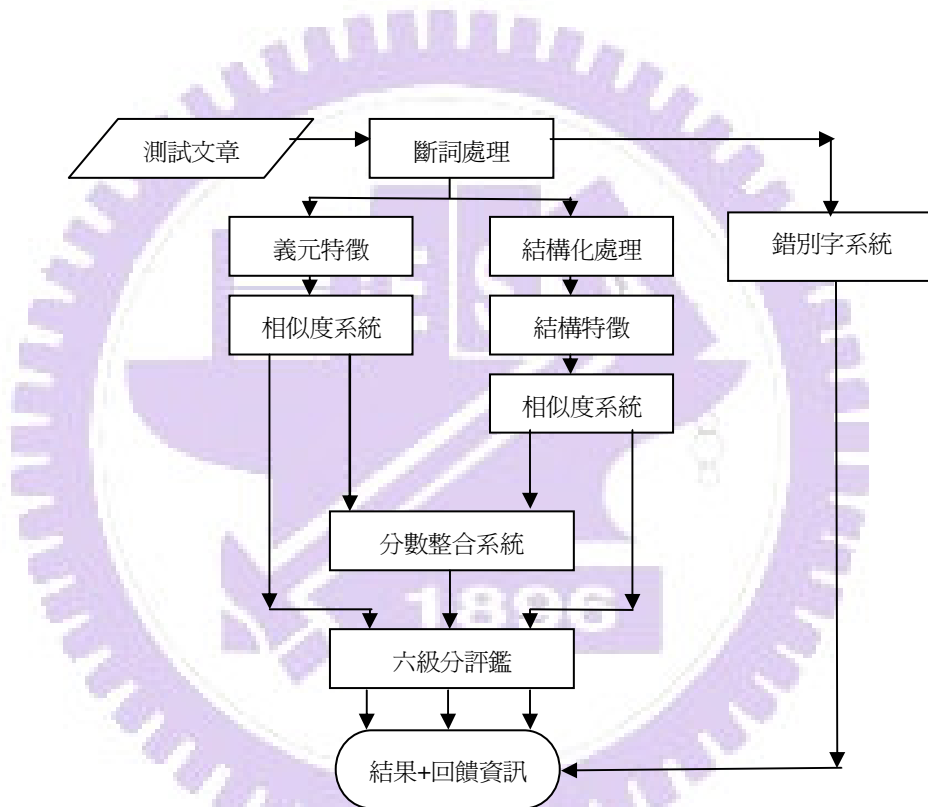 測試文章
斷詞處理
義元特徵
結構化處理
錯別字系統
相似度系統
結構特徵
相似度系統
分數整合系統
1896
六級分評鑑
結果+回饋資訊